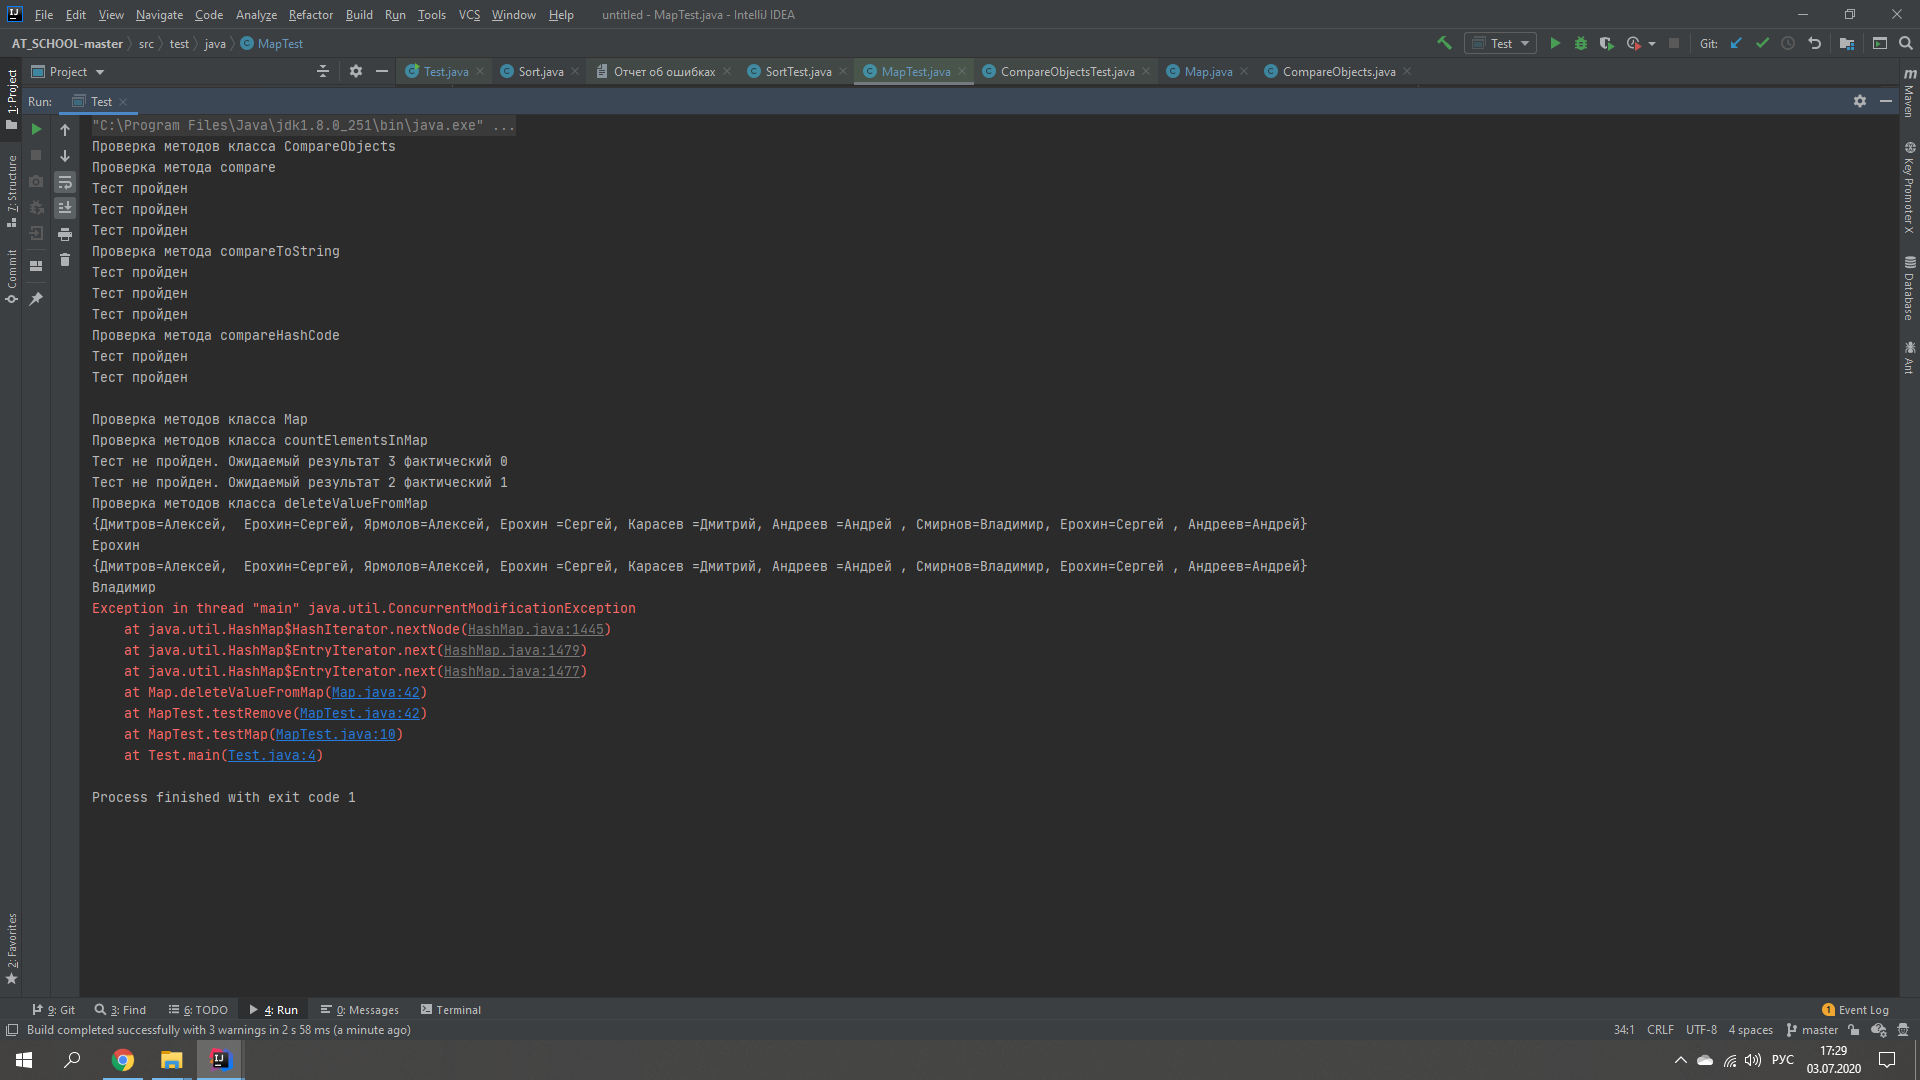 File Edit View Navigate Code Analyze Refactor Build Run Tools VCS Window Help untitled - MapTest.java - IntelliJ IDEA
AT_SCHOOL-master src test java MapTest Test Git:
Project Test.java Sort.java Отчет об ошибках SortTest.java MapTest.java CompareObjectsTest.java Map.java CompareObjects.java
Run: Test
"C:\Program Files\Java\jdk1.8.0_251\bin\java.exe" ...
Проверка методов класса CompareObjects
Проверка метода compare
Тест пройден
Тест пройден
Тест пройден
Проверка метода compareToString
Тест пройден
Тест пройден
Тест пройден
Проверка метода compareHashCode
Тест пройден
Тест пройден
Проверка методов класса Map
Проверка методов класса countElementsInMap
Тест не пройден. Ожидаемый результат 3 фактический 0
Тест не пройден. Ожидаемый результат 2 фактический 1
Проверка методов класса deleteValueFromMap
{Дмитров=Алексей,  Ерохин=Сергей, Ярмолов=Алексей, Ерохин =Сергей, Карасев =Дмитрий, Андреев =Андрей , Смирнов=Владимир, Ерохин=Сергей , Андреев=Андрей}
Ерохин
{Дмитров=Алексей,  Ерохин=Сергей, Ярмолов=Алексей, Ерохин =Сергей, Карасев =Дмитрий, Андреев =Андрей , Смирнов=Владимир, Ерохин=Сергей , Андреев=Андрей}
Владимир
Exception in thread "main" java.util.ConcurrentModificationException
at java.util.HashMap$HashIterator.nextNode(HashMap.java:1445)
at java.util.HashMap$EntryIterator.next(HashMap.java:1479)
at java.util.HashMap$EntryIterator.next(HashMap.java:1477)
at Map.deleteValueFromMap(Map.java:42)
at MapTest.testRemove(MapTest.java:42)
at MapTest.testMap(MapTest.java:10)
at Test.main(Test.java:4)
Process finished with exit code 1
1: Project
7: Structure
Commit
2: Favorites
m Maven
Key Promoter X
Database
Ant
9: Git 3: Find 6: TODO 4: Run 0: Messages Terminal 1 Event Log
Build completed successfully with 3 warnings in 2 s 58 ms (a minute ago) 34:1 CRLF UTF-8 4 spaces master
РУС 17:29
03.07.2020